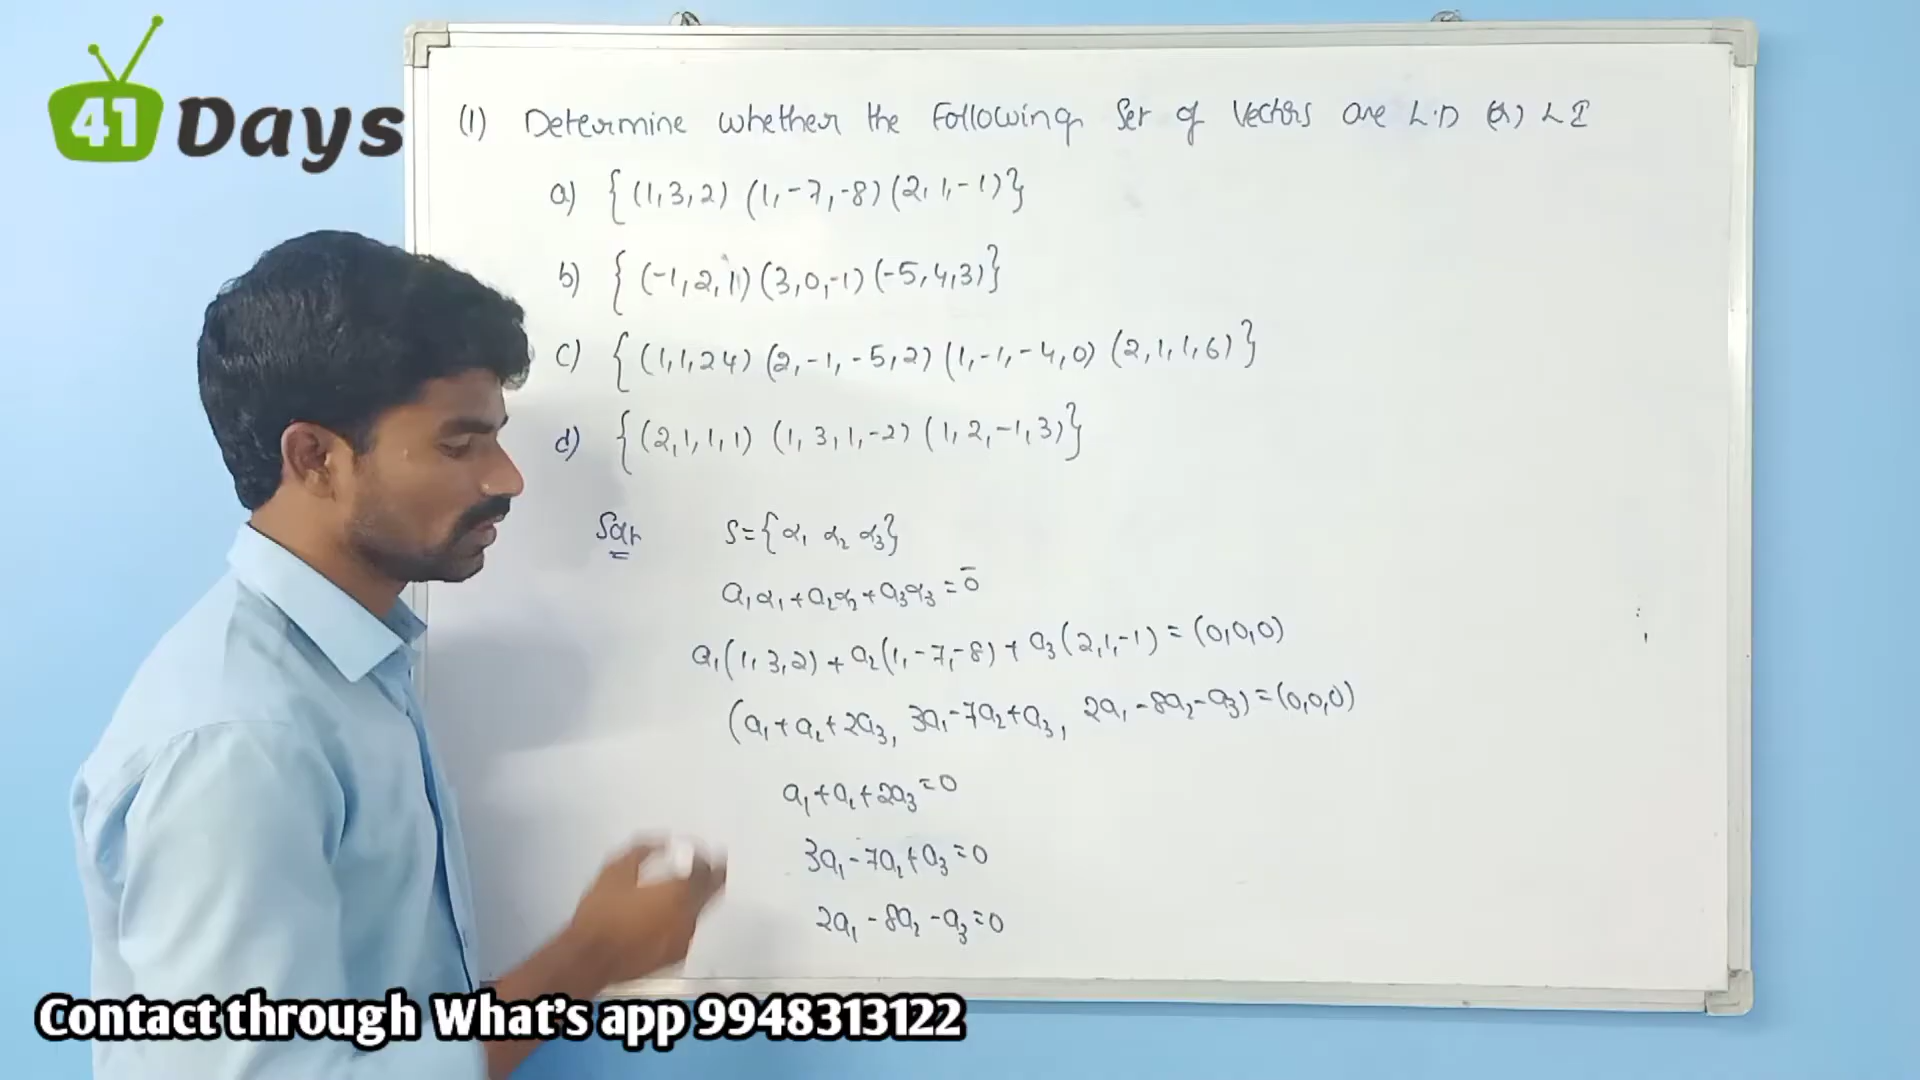 41 Days
(1) Determine whether the Following Set of Vectors are L.D (or) L I
a) { (1,3,2) (1,-7,-8) (2,1,-1) }
b) { (-1,2,1) (3,0,-1) (-5,4,3) }
c) { (1,1,24) (2,-1,-5,2) (1,-1,-4,0) (2,1,1,6) }
d) { (2,1,1,1) (1,3,1,-2) (1,2,-1,3) }
S={α₁ α₂ α₃}
a₁α₁+a₂α₂+a₃α₃=0̄
a₁(1,3,2)+a₂(1,-7,-8)+a₃(2,1,-1)=(0,0,0)
(a₁+a₂+2a₃, 3a₁-7a₂+a₃, 2a₁-8a₂-a₃)=(0,0,0)
a₁+a₂+2a₃=0
3a₁-7a₂+a₃=0
2a₁-8a₂-a₃=0
Contact through What's app 9948313122